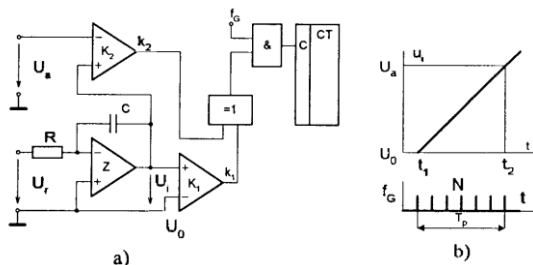 f_G
K_2
k_2
U_a
&
C
CT
=1
C
R
Z
U_r
U_i
K_1
k_1
U_0
a)
U_a
u_i
U_0
t_1
t_2
t
f_G
N
t
T_p
b)